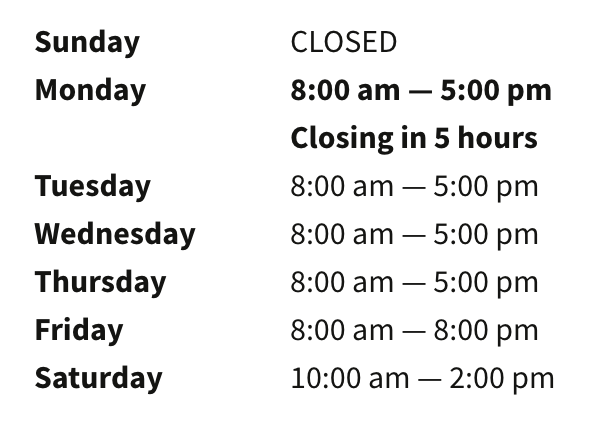 Sunday CLOSED
Monday 8:00 am — 5:00 pm
Closing in 5 hours
Tuesday 8:00 am — 5:00 pm
Wednesday 8:00 am — 5:00 pm
Thursday 8:00 am — 5:00 pm
Friday 8:00 am — 8:00 pm
Saturday 10:00 am — 2:00 pm